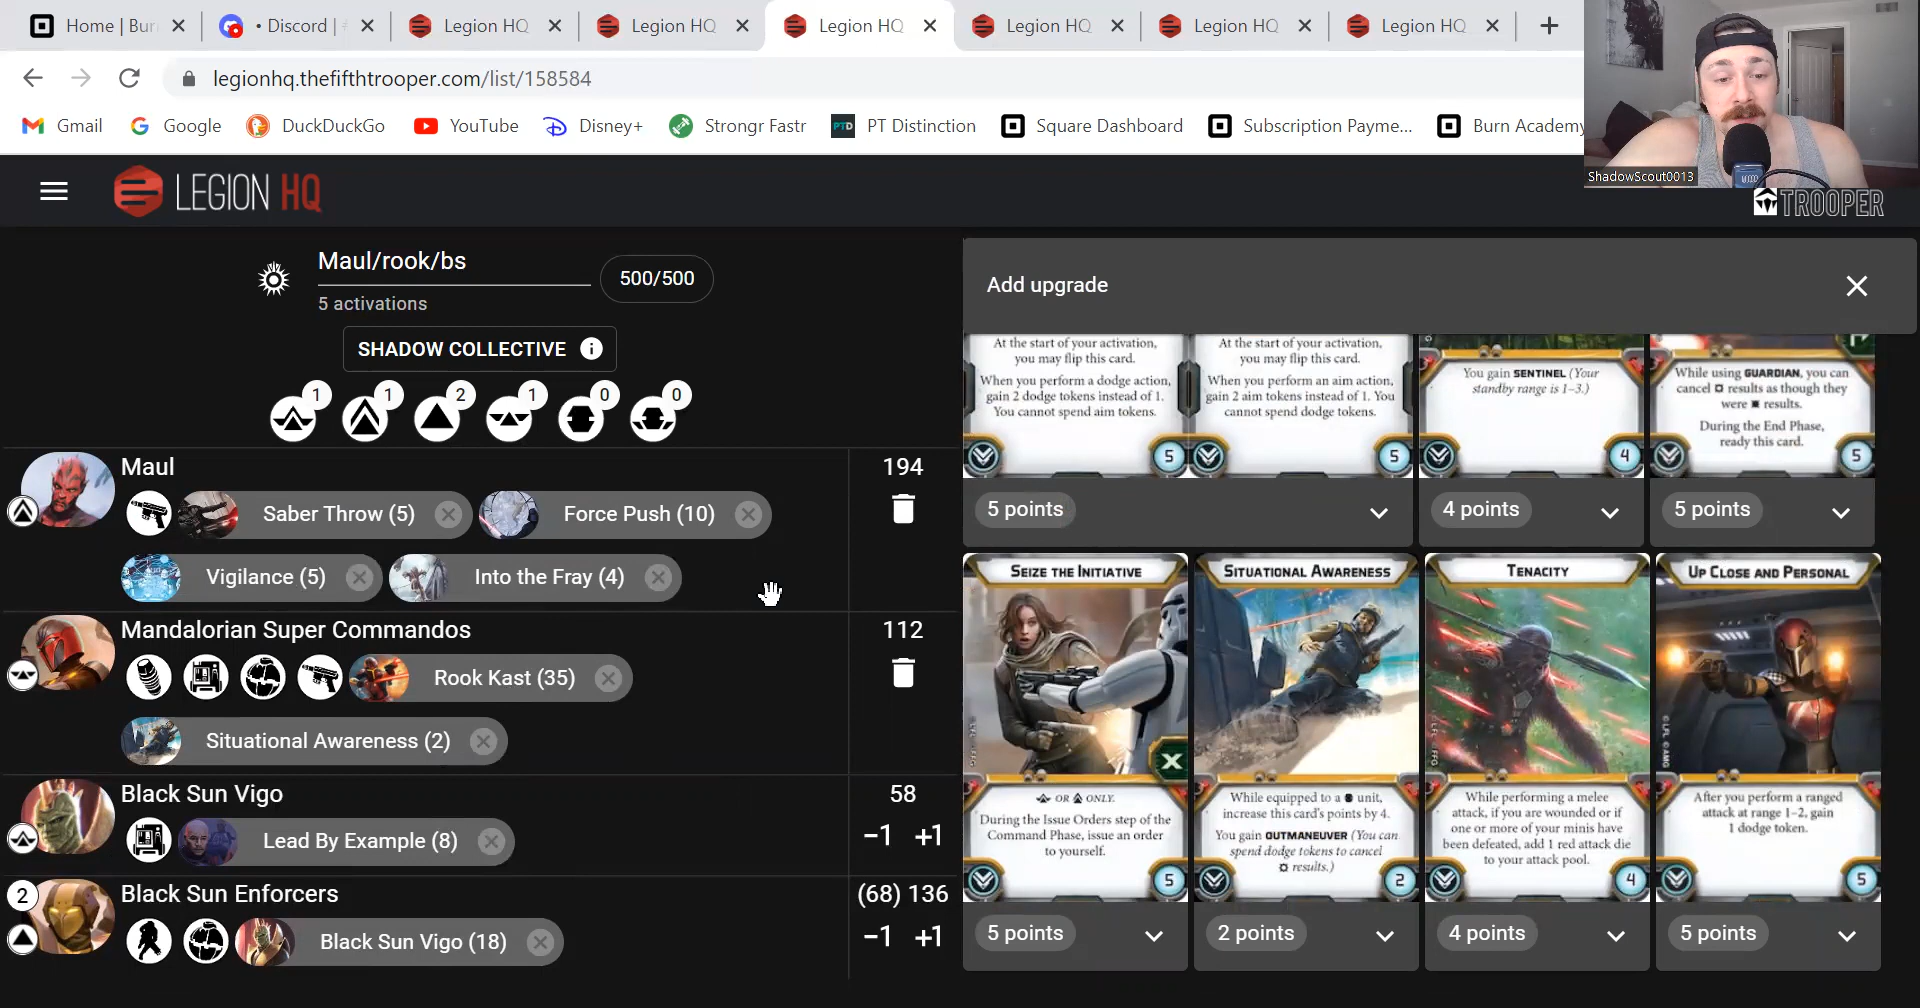 Home | Bur
• Discord | #
Legion HQ
Legion HQ
Legion HQ
Legion HQ
Legion HQ
Legion HQ
legionhq.thefifthtrooper.com/list/158584
Gmail
Google
DuckDuckGo
YouTube
Disney+
Strongr Fastr
PTD PT Distinction
Square Dashboard
Subscription Payme...
Burn Academy
ShadowScout0013
LEGION HQ
TROOPER
Maul/rook/bs
500/500
5 activations
SHADOW COLLECTIVE i
1 1 2 1 0 0
Maul
194
Saber Throw (5)
Force Push (10)
Vigilance (5)
Into the Fray (4)
Mandalorian Super Commandos
112
Rook Kast (35)
Situational Awareness (2)
Black Sun Vigo
58
Lead By Example (8)
−1 +1
2
Black Sun Enforcers
(68) 136
Black Sun Vigo (18)
−1 +1
Add upgrade
At the start of your activation,
you may flip this card.
When you perform a dodge action,
gain 2 dodge tokens instead of 1.
You cannot spend aim tokens.
5
At the start of your activation,
you may flip this card.
When you perform an aim action,
gain 2 aim tokens instead of 1. You
cannot spend dodge tokens.
5
5 points
You gain SENTINEL (Your
standby range is 1–3.)
4
4 points
While using GUARDIAN, you can
cancel results as though they
were results.
During the End Phase,
ready this card.
5
5 points
SEIZE THE INITIATIVE
OR ONLY.
During the Issue Orders step of the
Command Phase, issue an order
to yourself.
5
5 points
SITUATIONAL AWARENESS
While equipped to a unit,
increase this card's points by 4.
You gain OUTMANEUVER (You can
spend dodge tokens to cancel
results.)
2
2 points
TENACITY
While performing a melee
attack, if you are wounded or if
one or more of your minis have
been defeated, add 1 red attack die
to your attack pool.
4
4 points
UP CLOSE AND PERSONAL
After you perform a ranged
attack at range 1–2, gain
1 dodge token.
5
5 points